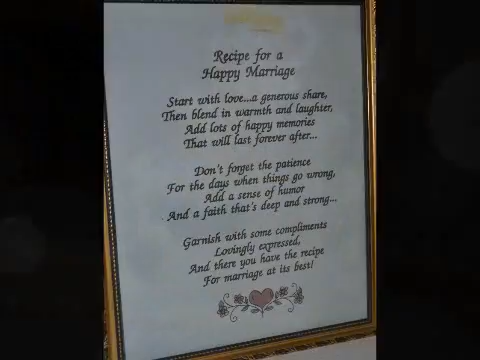 Recipe for a
Happy Marriage
Start with love...a generous share,
Then blend in warmth and laughter,
Add lots of happy memories
That will last forever after...
Don't forget the patience
For the days when things go wrong,
Add a sense of humor
And a faith that's deep and strong...
Garnish with some compliments
Lovingly expressed,
And there you have the recipe
For marriage at its best!